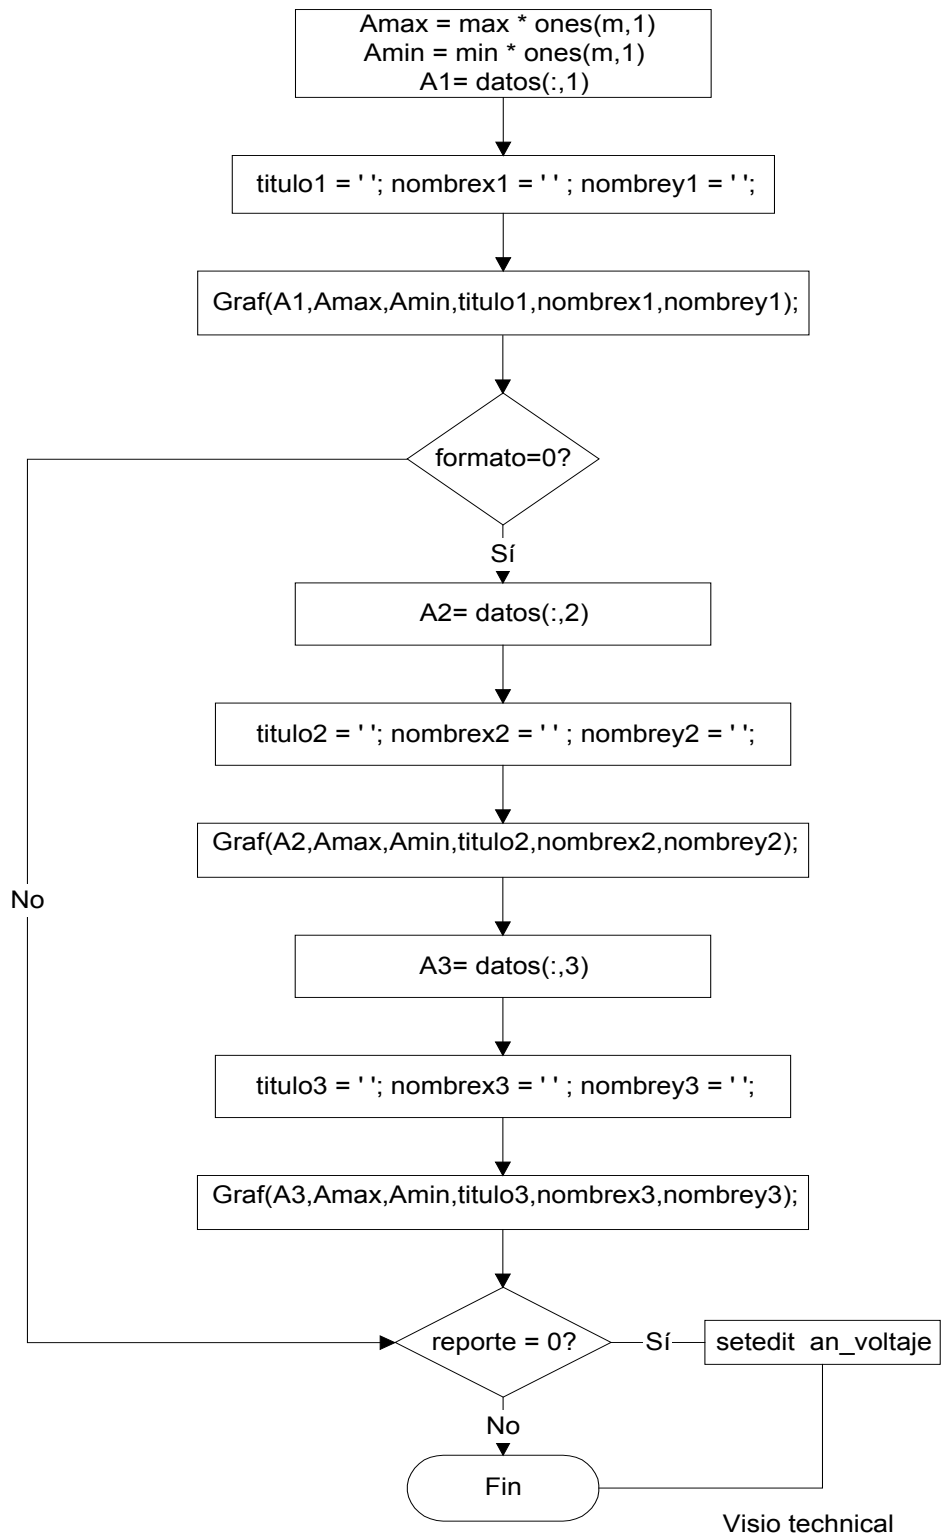 Amax = max * ones(m,1)
Amin = min * ones(m,1)
A1= datos(:,1)
titulo1 = ' '; nombrex1 = ' ' ; nombrey1 = ' ';
Graf(A1,Amax,Amin,titulo1,nombrex1,nombrey1);
formato=0?
Sí
A2= datos(:,2)
titulo2 = ' '; nombrex2 = ' ' ; nombrey2 = ' ';
Graf(A2,Amax,Amin,titulo2,nombrex2,nombrey2);
No
A3= datos(:,3)
titulo3 = ' '; nombrex3 = ' ' ; nombrey3 = ' ';
Graf(A3,Amax,Amin,titulo3,nombrex3,nombrey3);
reporte = 0?
Sí
setedit an_voltaje
No
Fin
Visio technical